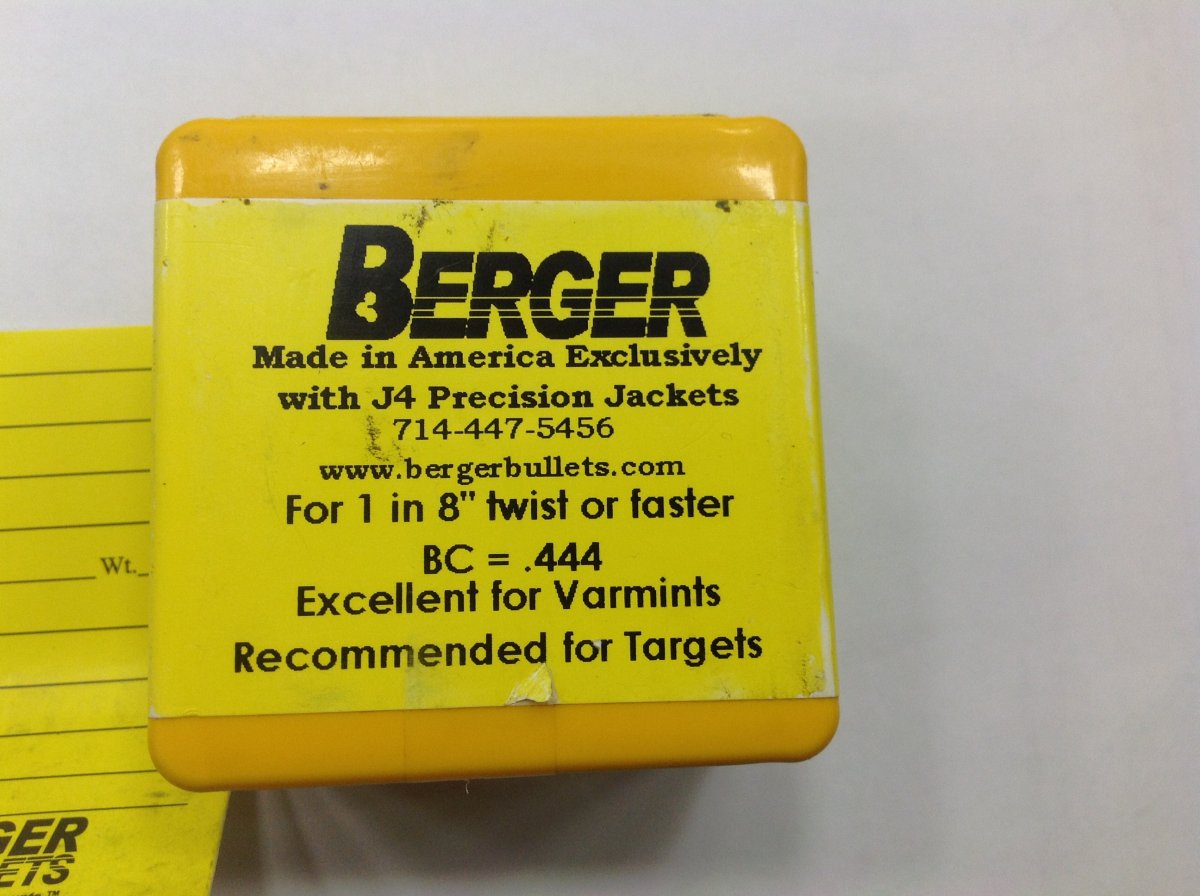 BERGER
Made in America Exclusively
with J4 Precision Jackets
714-447-5456
www.bergerbullets.com
For 1 in 8" twist or faster
BC = .444
Excellent for Varmints
Recommended for Targets
Wt.
GER
ETS